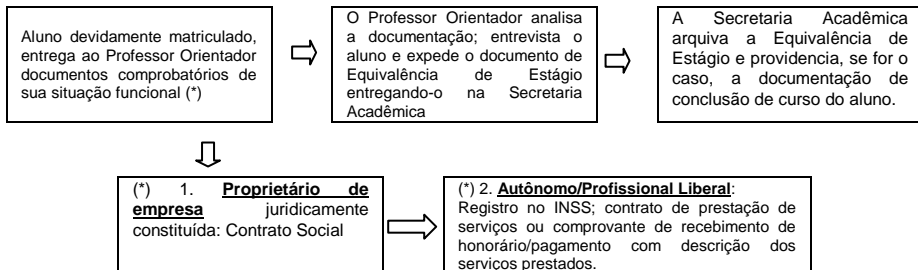 Aluno devidamente matriculado,
entrega ao Professor Orientador
documentos comprobatórios de
sua situação funcional (*)
O Professor Orientador analisa
a documentação; entrevista o
aluno e expede o documento de
Equivalência de Estágio
entregando-o na Secretaria
Acadêmica
A Secretaria Acadêmica
arquiva a Equivalência de
Estágio e providencia, se for o
caso, a documentação de
conclusão de curso do aluno.
(*) 1. Proprietário de
empresa juridicamente
constituída: Contrato Social
(*) 2. Autônomo/Profissional Liberal:
Registro no INSS; contrato de prestação de
serviços ou comprovante de recebimento de
honorário/pagamento com descrição dos
serviços prestados.